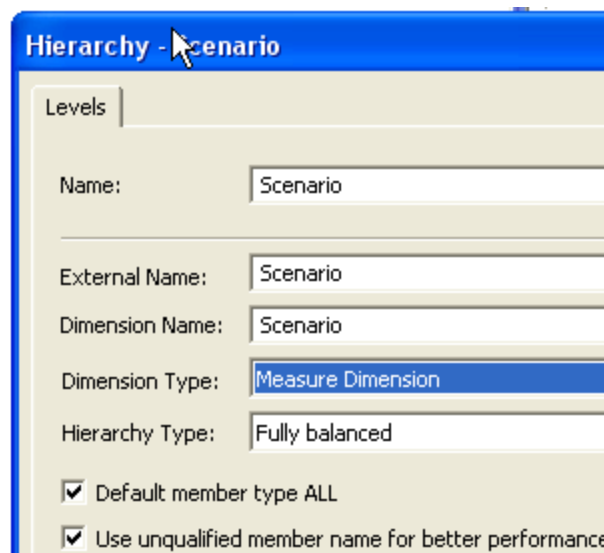 Hierarchy - Scenario
Levels
Name: Scenario
External Name: Scenario
Dimension Name: Scenario
Dimension Type: Measure Dimension
Hierarchy Type: Fully balanced
Default member type ALL
Use unqualified member name for better performance